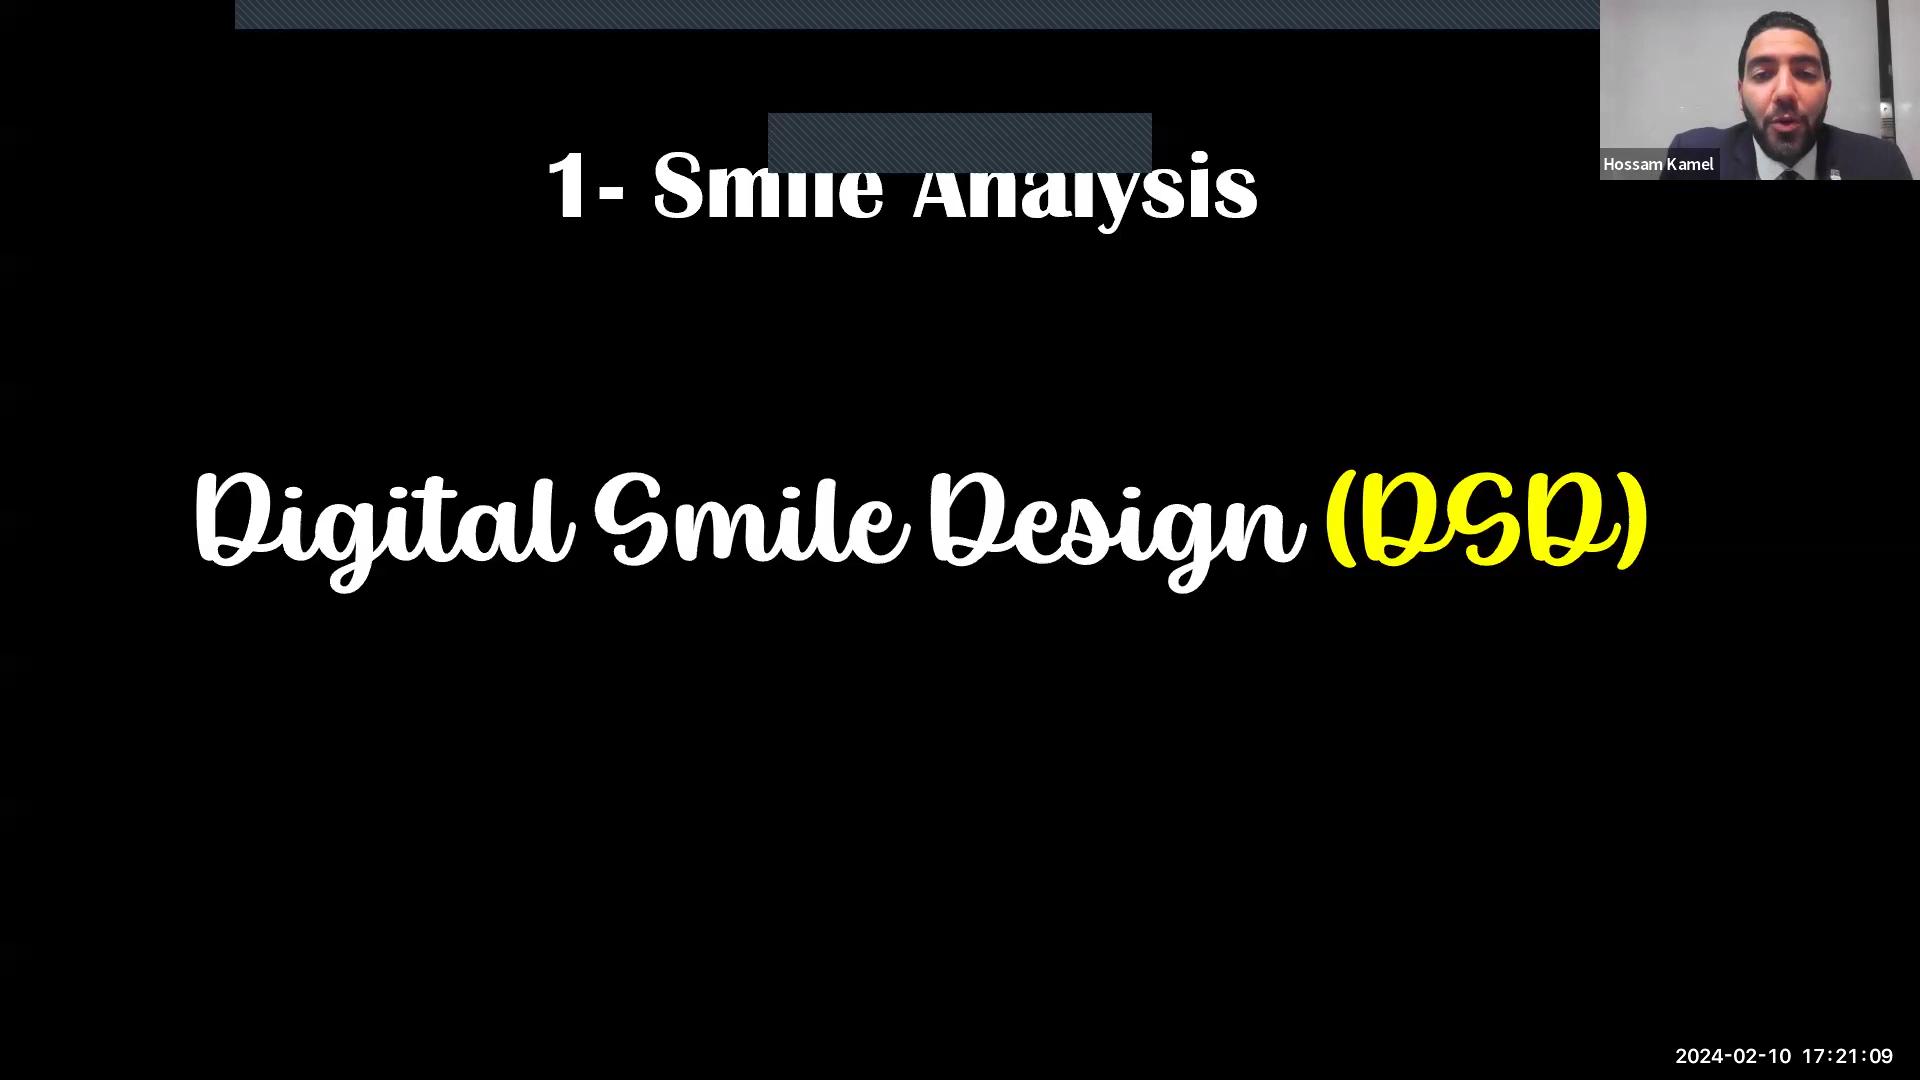 Hossam Kamel
1- Smile Analysis
Digital Smile Design (DSD)
2024-02-10 17:21:09